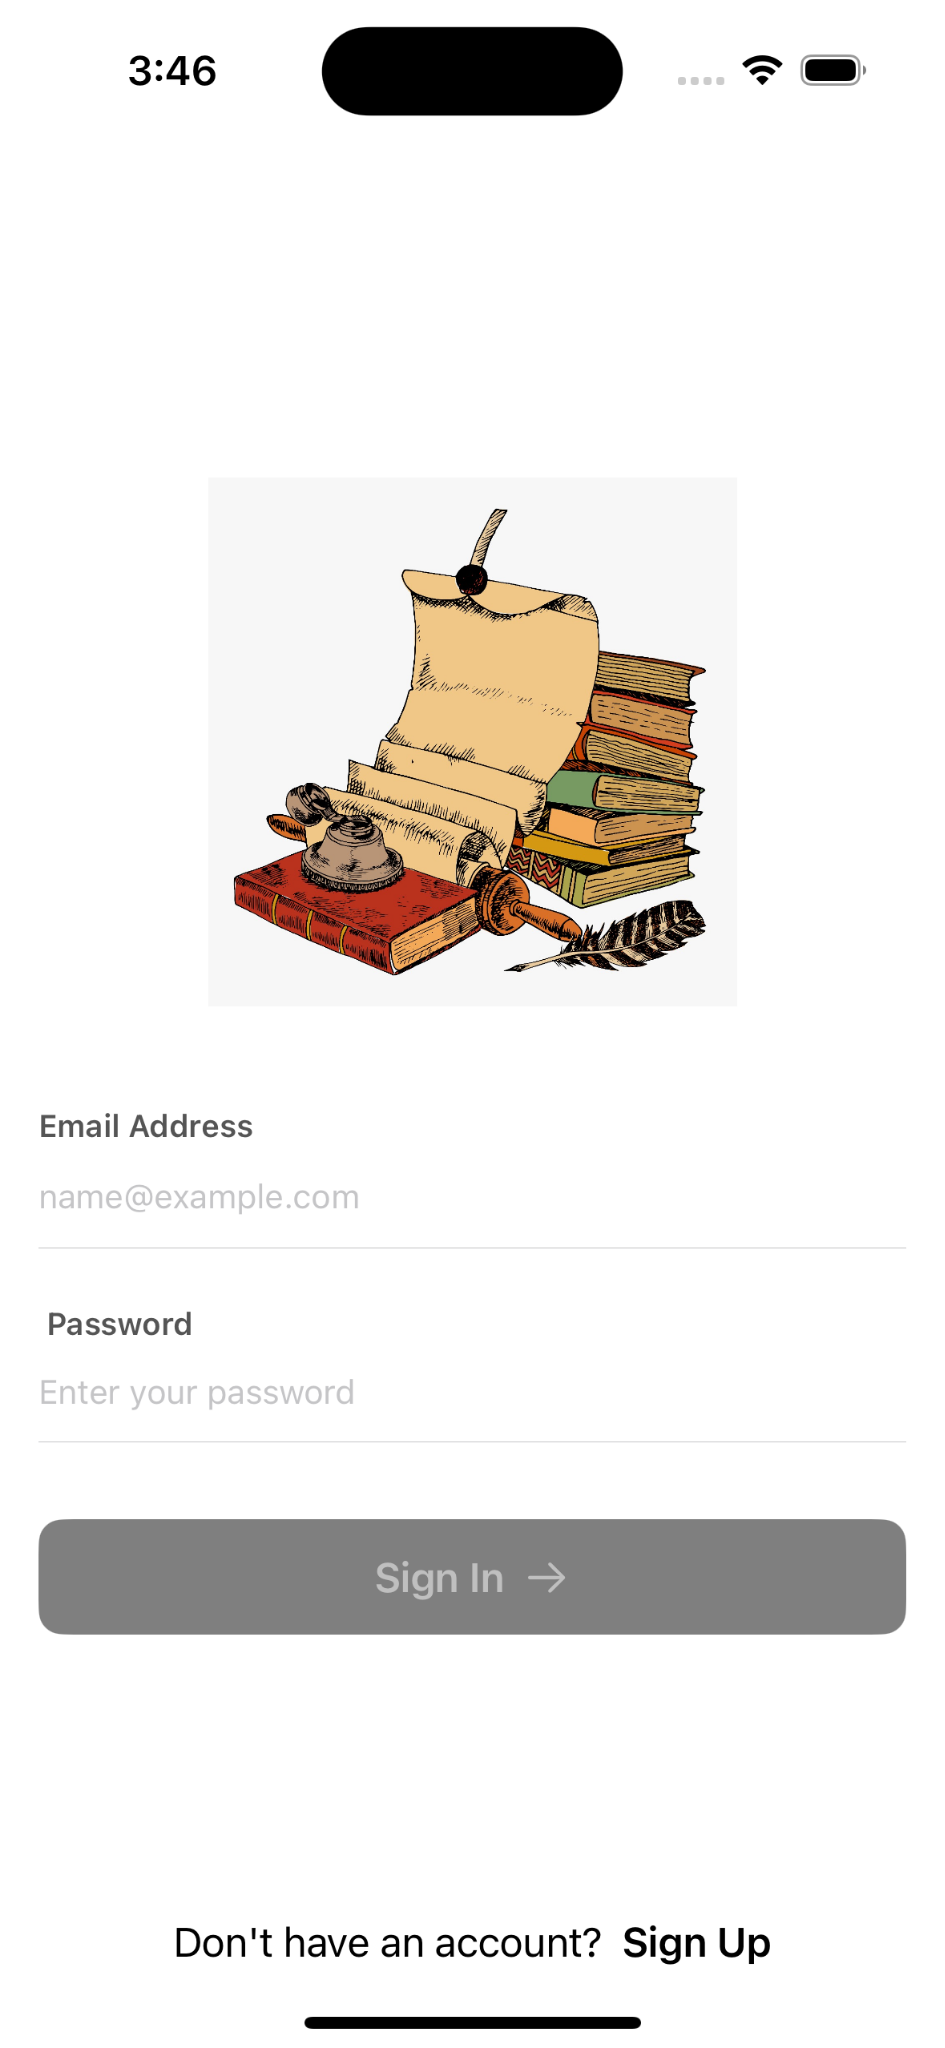 3:46
Email Address
name@example.com
Password
Enter your password
Sign In →
Don't have an account? Sign Up